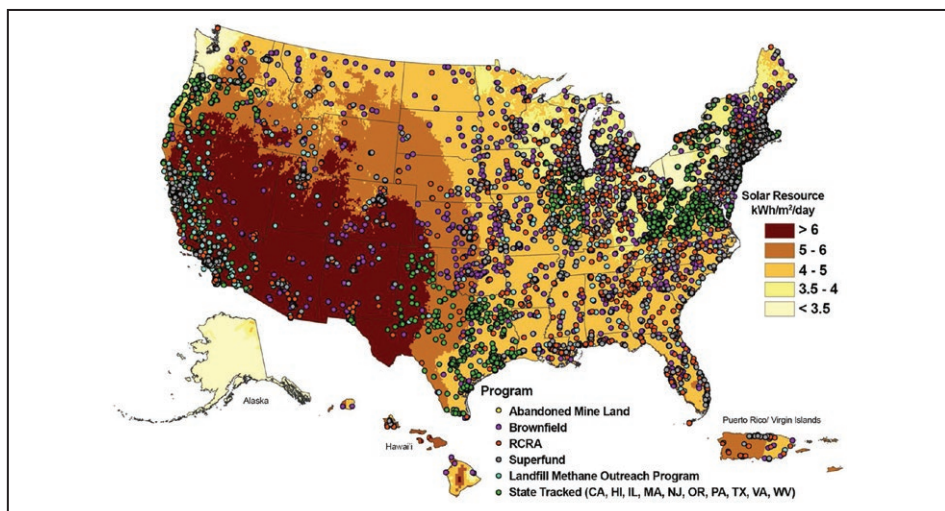 Solar Resource
kWh/m²/day
> 6
5 - 6
4 - 5
3.5 - 4
< 3.5
Alaska
Hawai'i
Puerto Rico/ Virgin Islands
Program
Abandoned Mine Land
Brownfield
RCRA
Superfund
Landfill Methane Outreach Program
State Tracked (CA, HI, IL, MA, NJ, OR, PA, TX, VA, WV)